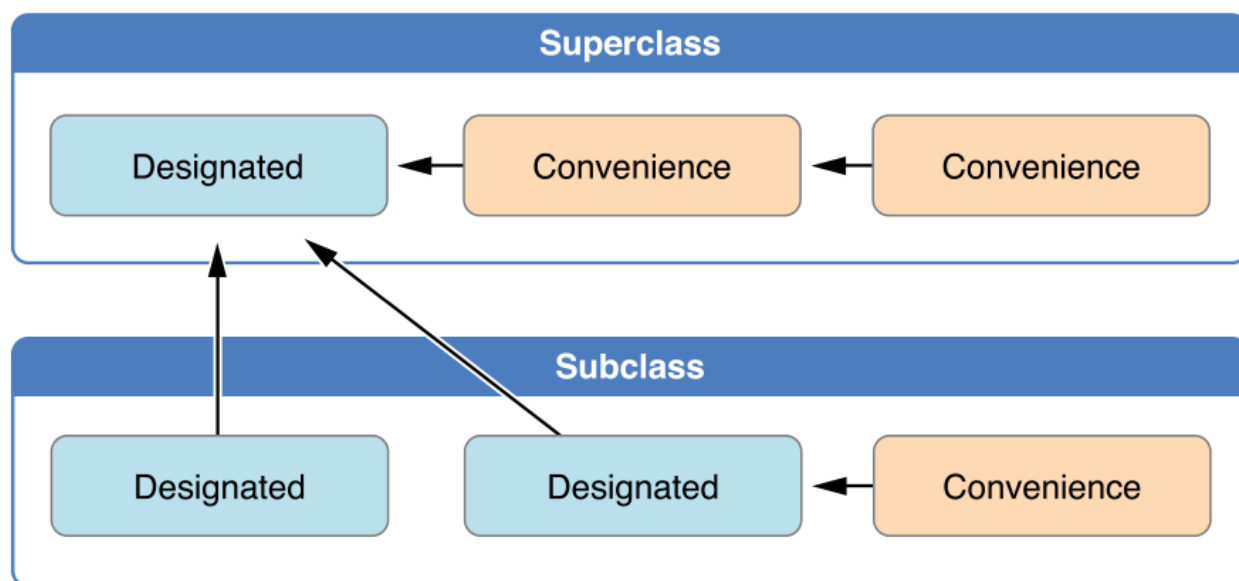 Superclass
Designated
Convenience
Convenience
Subclass
Designated
Designated
Convenience